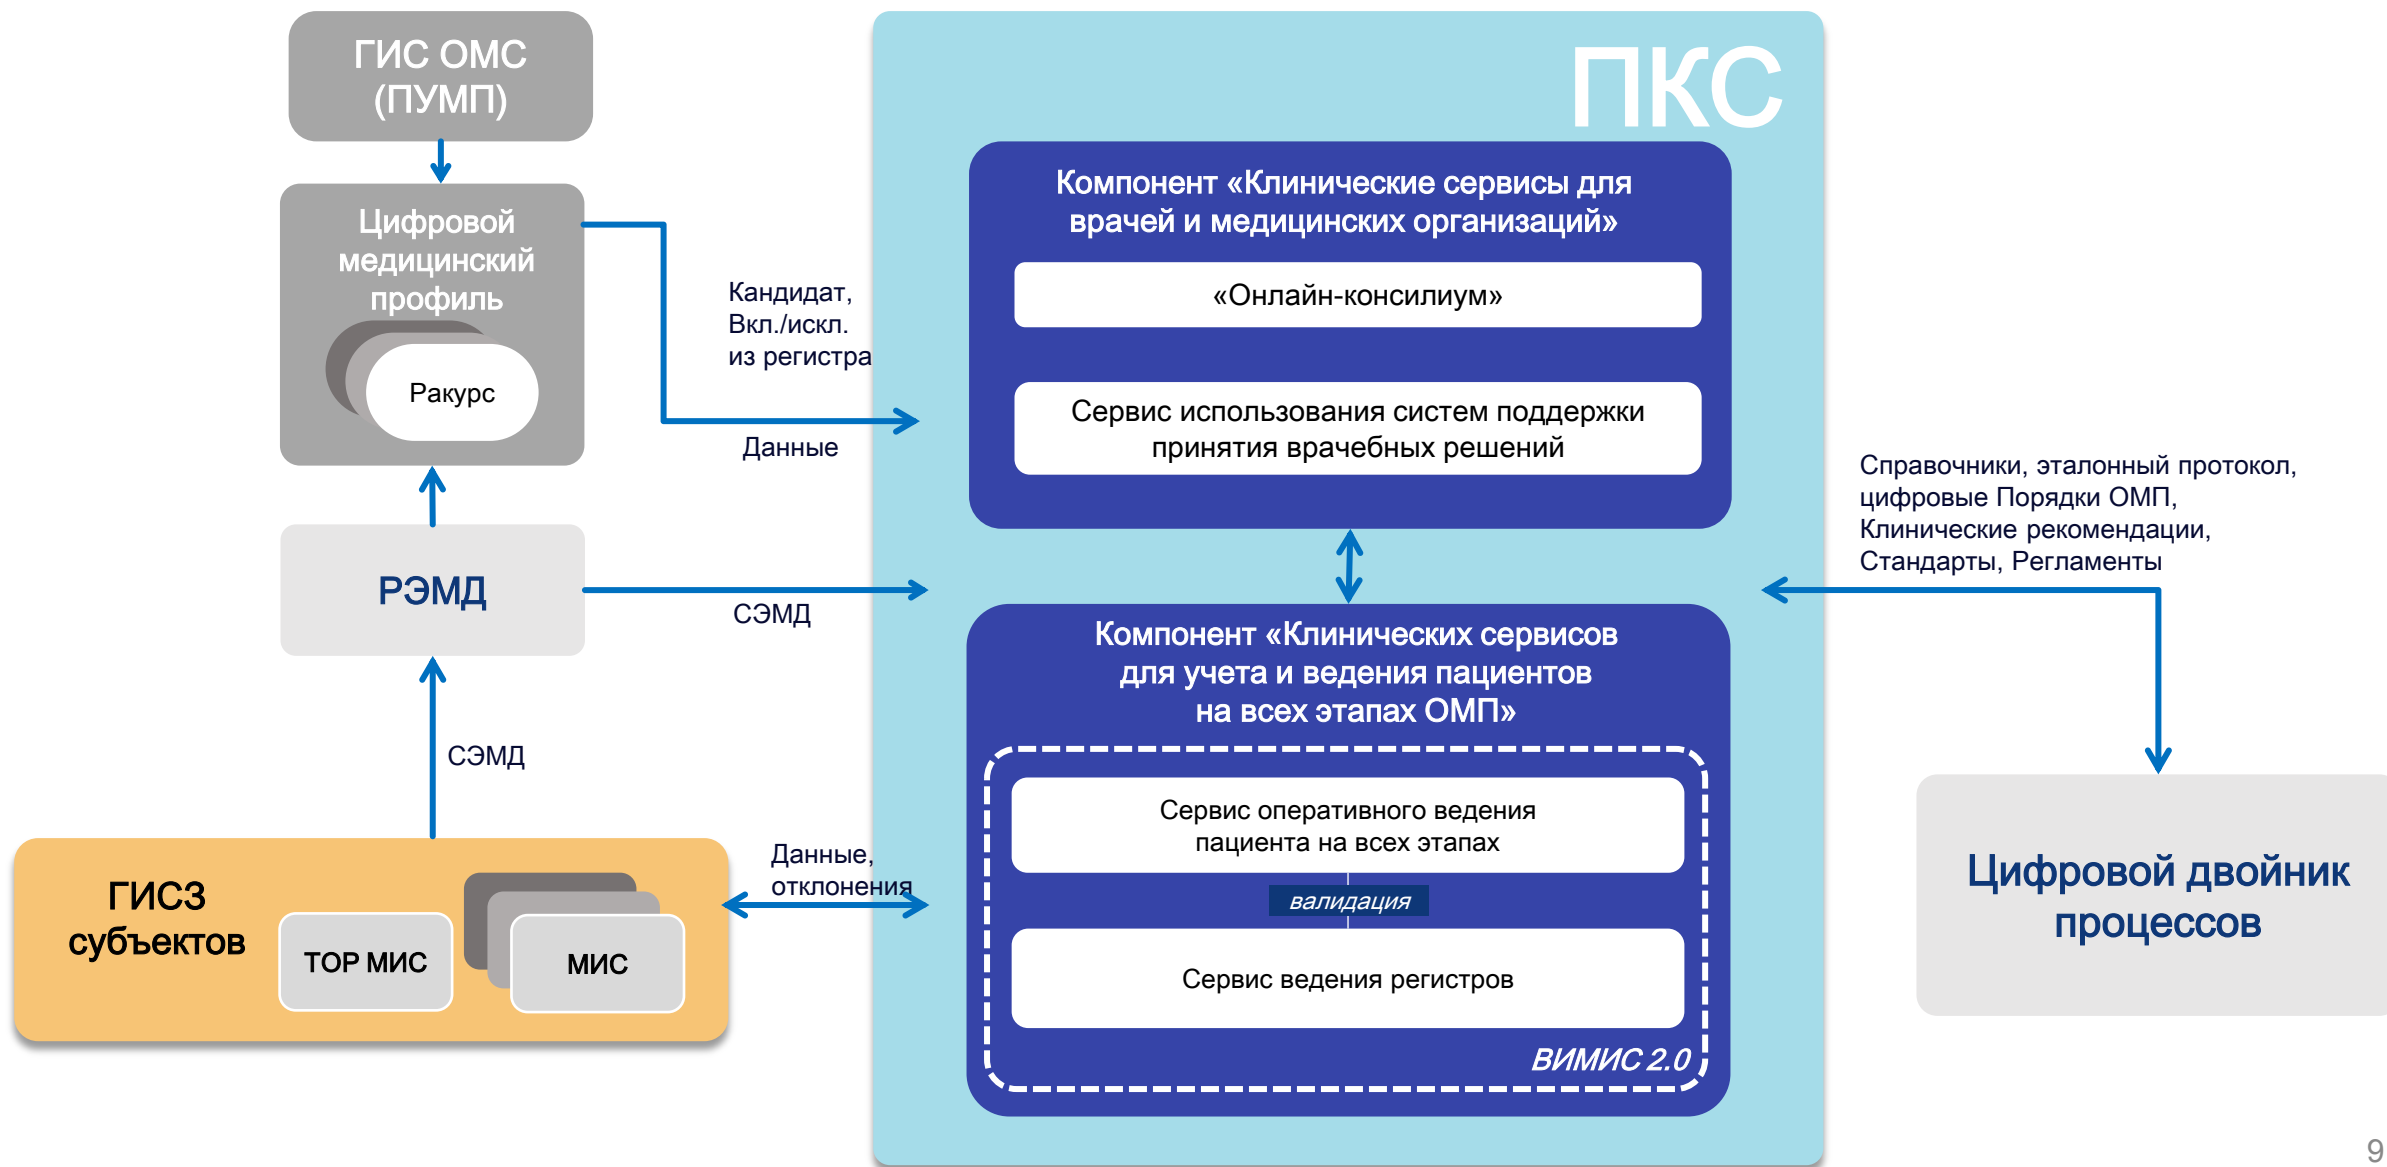 ГИС ОМС
(ПУМП)
Цифровой
медицинский
профиль
Ракурс
РЭМД
СЭМД
ГИСЗ
субъектов
ТОР МИС
МИС
Кандидат,
Вкл./искл.
из регистра
Данные
СЭМД
Данные,
отклонения
ПКС
Компонент «Клинические сервисы для
врачей и медицинских организаций»
«Онлайн-консилиум»
Сервис использования систем поддержки
принятия врачебных решений
Компонент «Клинических сервисов
для учета и ведения пациентов
на всех этапах ОМП»
Сервис оперативного ведения
пациента на всех этапах
валидация
Сервис ведения регистров
ВИМИС 2.0
Справочники, эталонный протокол,
цифровые Порядки ОМП,
Клинические рекомендации,
Стандарты, Регламенты
Цифровой двойник
процессов
9